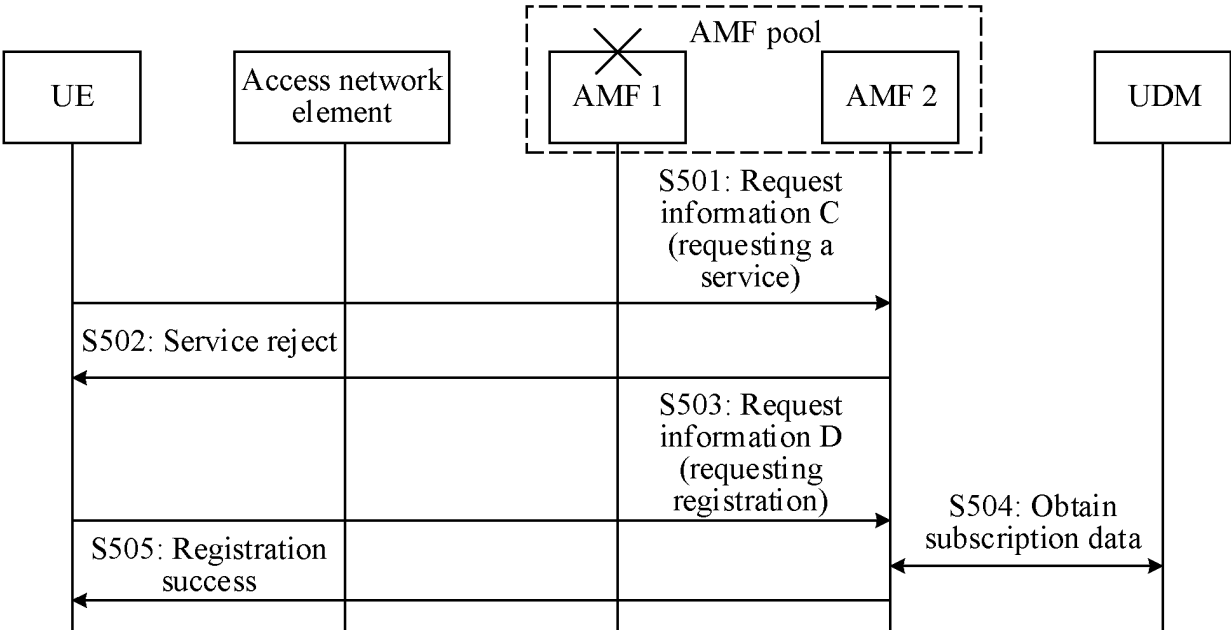 AMF pool
UE
Access network
element
AMF 1
AMF 2
UDM
S501: Request
information C
(requesting a
service)
S502: Service reject
S503: Request
information D
(requesting
registration)
S504: Obtain
subscription data
S505: Registration
success